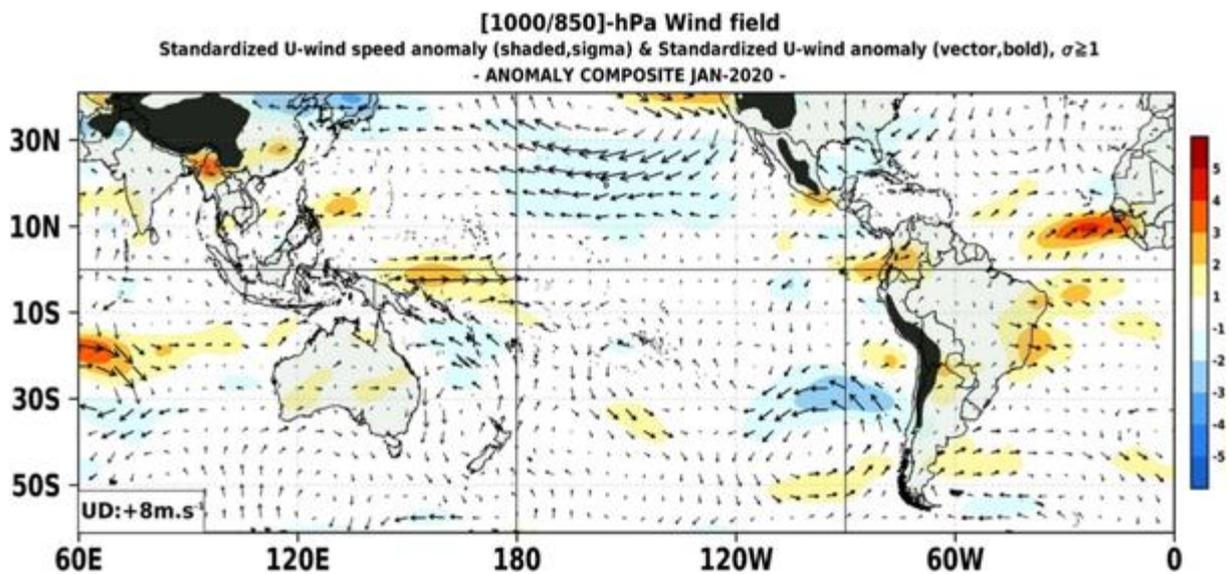 [1000/850]-hPa Wind field
Standardized U-wind speed anomaly (shaded,sigma) & Standardized U-wind anomaly (vector,bold), σ≧1
- ANOMALY COMPOSITE JAN-2020 -
30N
10N
10S
30S
50S
UD:+8m.s⁻¹
60E 120E 180 120W 60W 0
5
4
3
2
1
-1
-2
-3
-4
-5